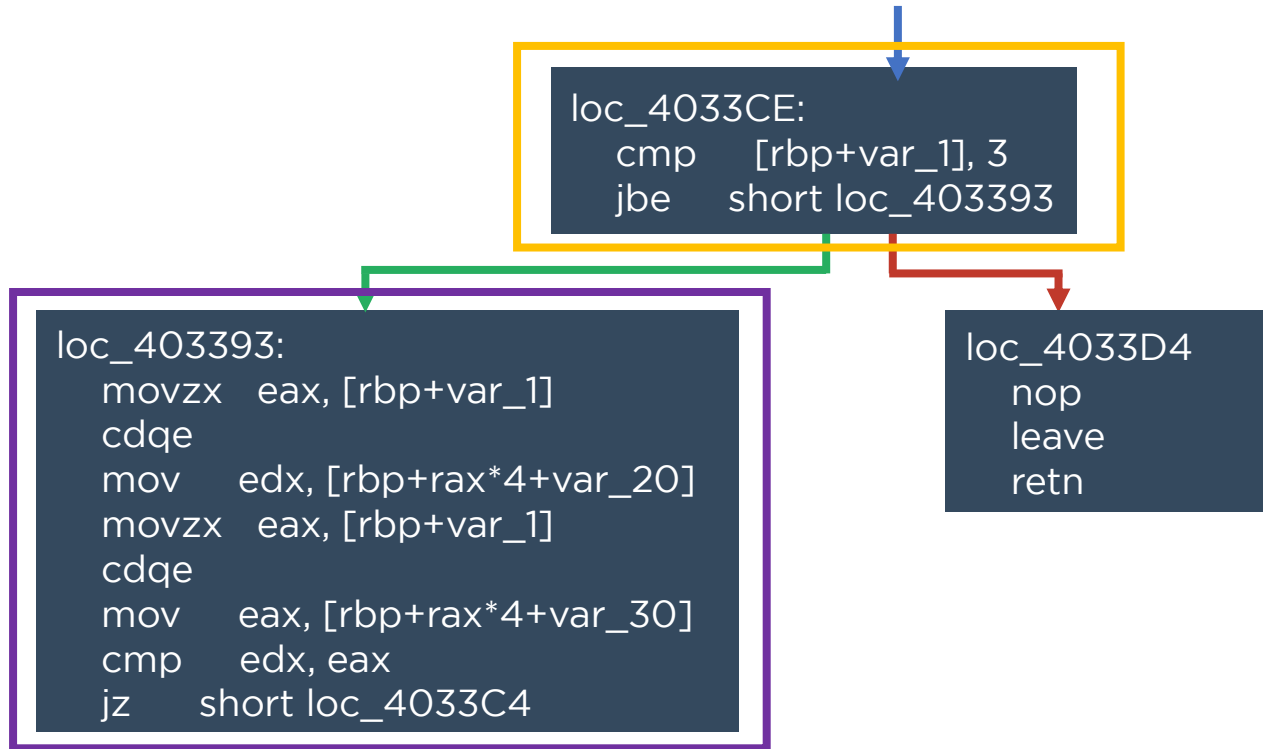 loc_4033CE:
cmp [rbp+var_1], 3
jbe short loc_403393
loc_403393:
movzx eax, [rbp+var_1]
cdqe
mov edx, [rbp+rax*4+var_20]
movzx eax, [rbp+var_1]
cdqe
mov eax, [rbp+rax*4+var_30]
cmp edx, eax
jz short loc_4033C4
loc_4033D4
nop
leave
retn